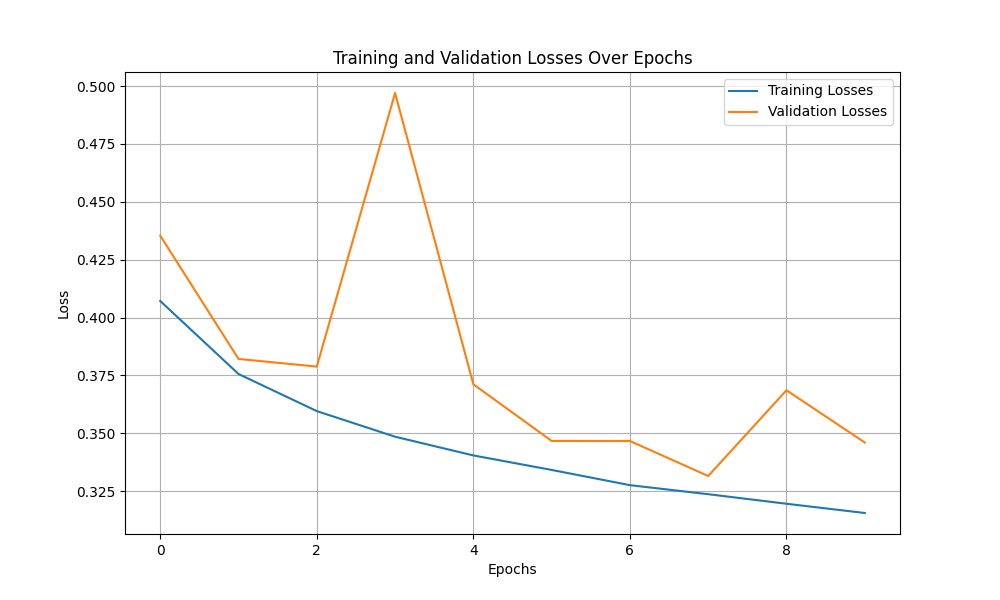 Training and Validation Losses Over Epochs
Training Losses
Validation Losses
0.500
0.475
0.450
0.425
0.400
0.375
0.350
0.325
Loss
0 2 4 6 8
Epochs